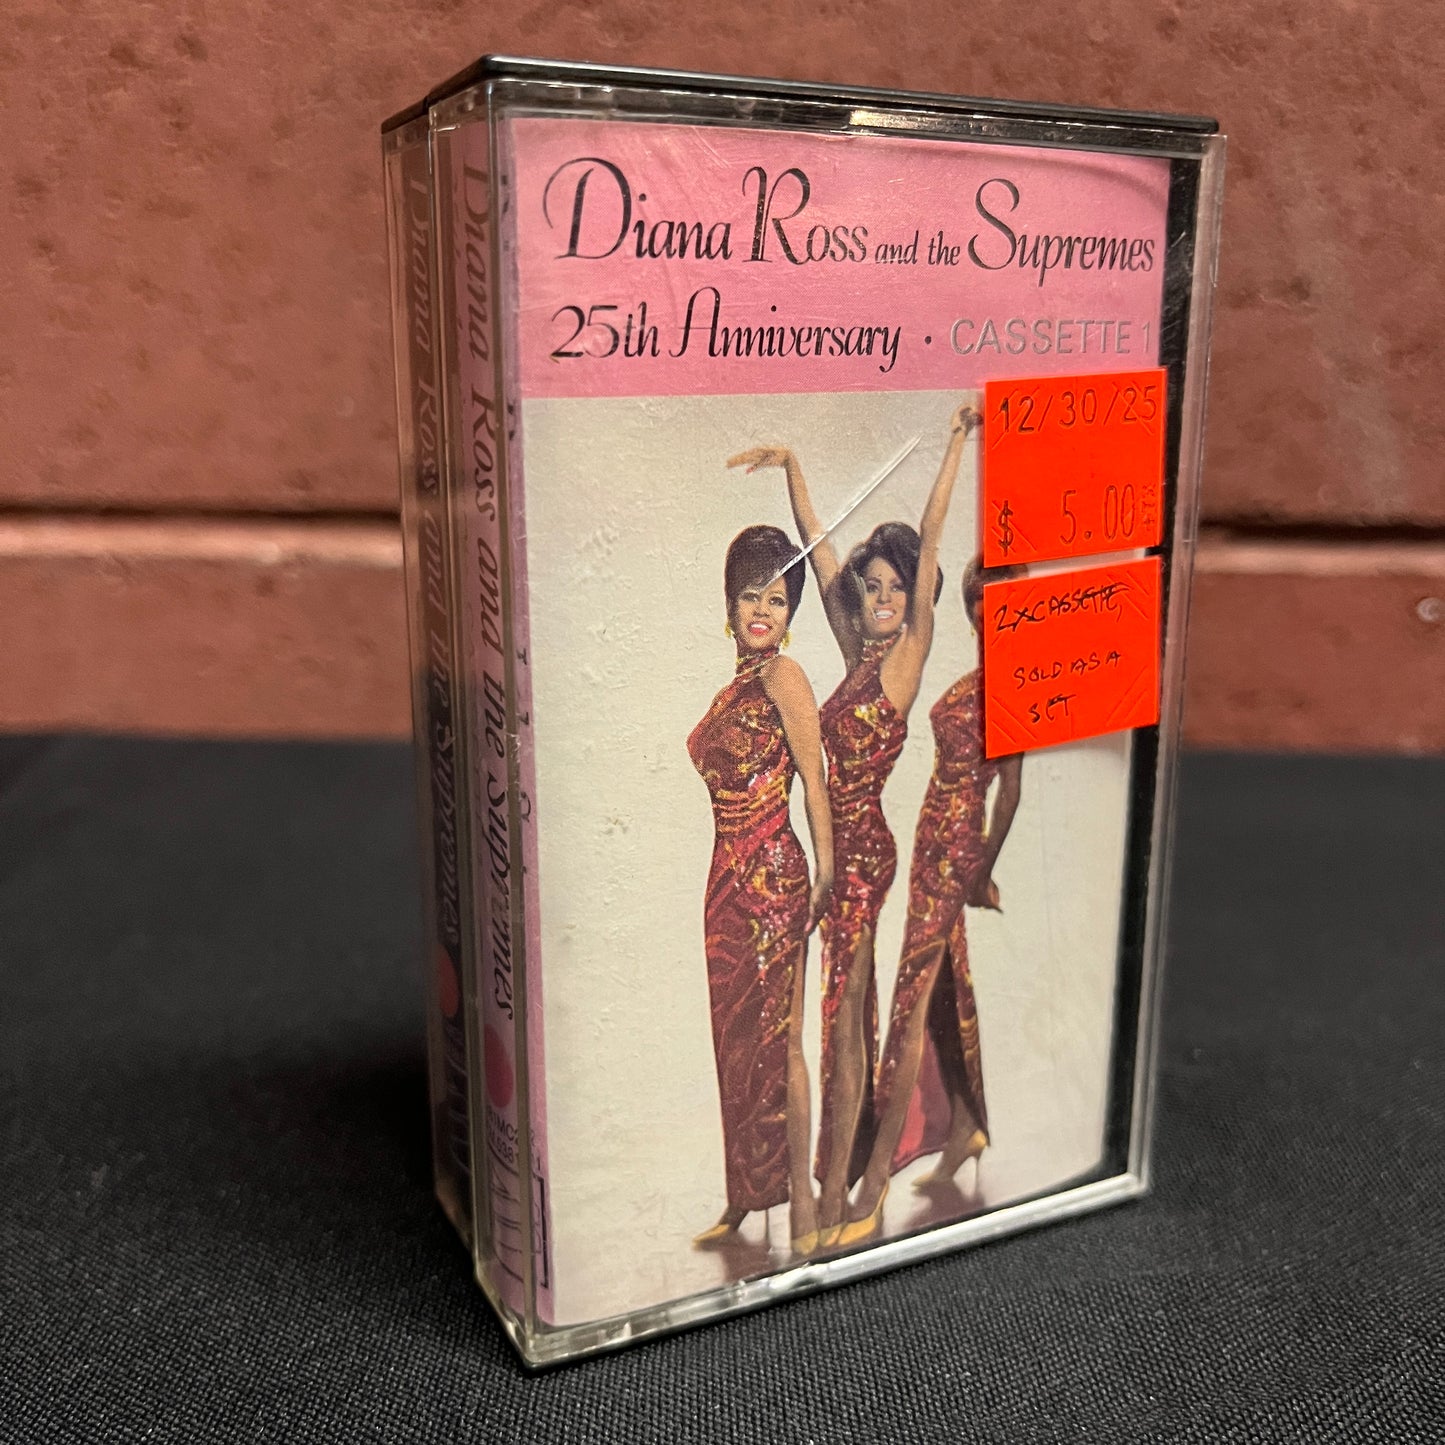 Diana Ross and the Supremes
25th Anniversary · CASSETTE 1
12/30/25
$ 5.00 +TX
2XCASSETTE,
SOLD AS A
SET
Diana Ross and the Supremes
Diana Ross and the Supremes